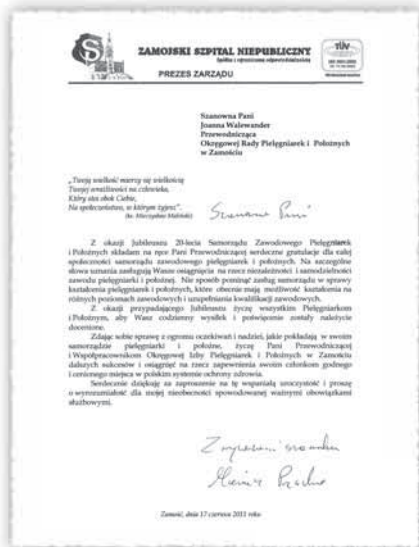 ZAMOJSKI SZPITAL NIEPUBLICZNY
Spółka z ograniczoną odpowiedzialnością
PREZES ZARZĄDU
TÜV
Szanowna Pani
Joanna Walewander
Przewodnicząca
Okręgowej Rady Pielęgniarek i Położnych
w Zamościu
„Twoją wielkość mierzy się wielkością
Twojej wrażliwości na człowieka,
Który stoi obok Ciebie,
Na społeczeństwo, w którym żyjesz".
(ks. Mieczysław Maliński)
Szanowna Pani
Z okazji Jubileuszu 20-lecia Samorządu Zawodowego Pielęgniarek
i Położnych składam na ręce Pani Przewodniczącej serdeczne gratulacje dla całej
społeczności samorządu zawodowego pielęgniarek i położnych. Na szczególne
słowa uznania zasługują Wasze osiągnięcia na rzecz niezależności i samodzielności
zawodu pielęgniarki i położnej. Nie sposób pominąć zasług samorządu w sprawy
kształcenia pielęgniarek i położnych, które obecnie mają możliwość kształcenia na
różnych poziomach zawodowych i uzupełniania kwalifikacji zawodowych.
Z okazji przypadającego Jubileuszu życzę wszystkim Pielęgniarkom
i Położnym, aby Wasz codzienny wysiłek i poświęcenie zostały należycie
docenione.
Zdając sobie sprawę z ogromu oczekiwań i nadziei, jakie pokładają w swoim
samorządzie pielęgniarki i położne, życzę Pani Przewodniczącej
i Współpracownikom Okręgowej Izby Pielęgniarek i Położnych w Zamościu
dalszych sukcesów i osiągnięć na rzecz zapewnienia swoim członkom godnego
i cenionego miejsca w polskim systemie ochrony zdrowia.
Serdecznie dziękuję za zaproszenie na tę wspaniałą uroczystość i proszę
o wyrozumiałość dla mojej nieobecności spowodowanej ważnymi obowiązkami
służbowymi.
Z wyrazami szacunku
Zamość, dnia 17 czerwca 2011 roku